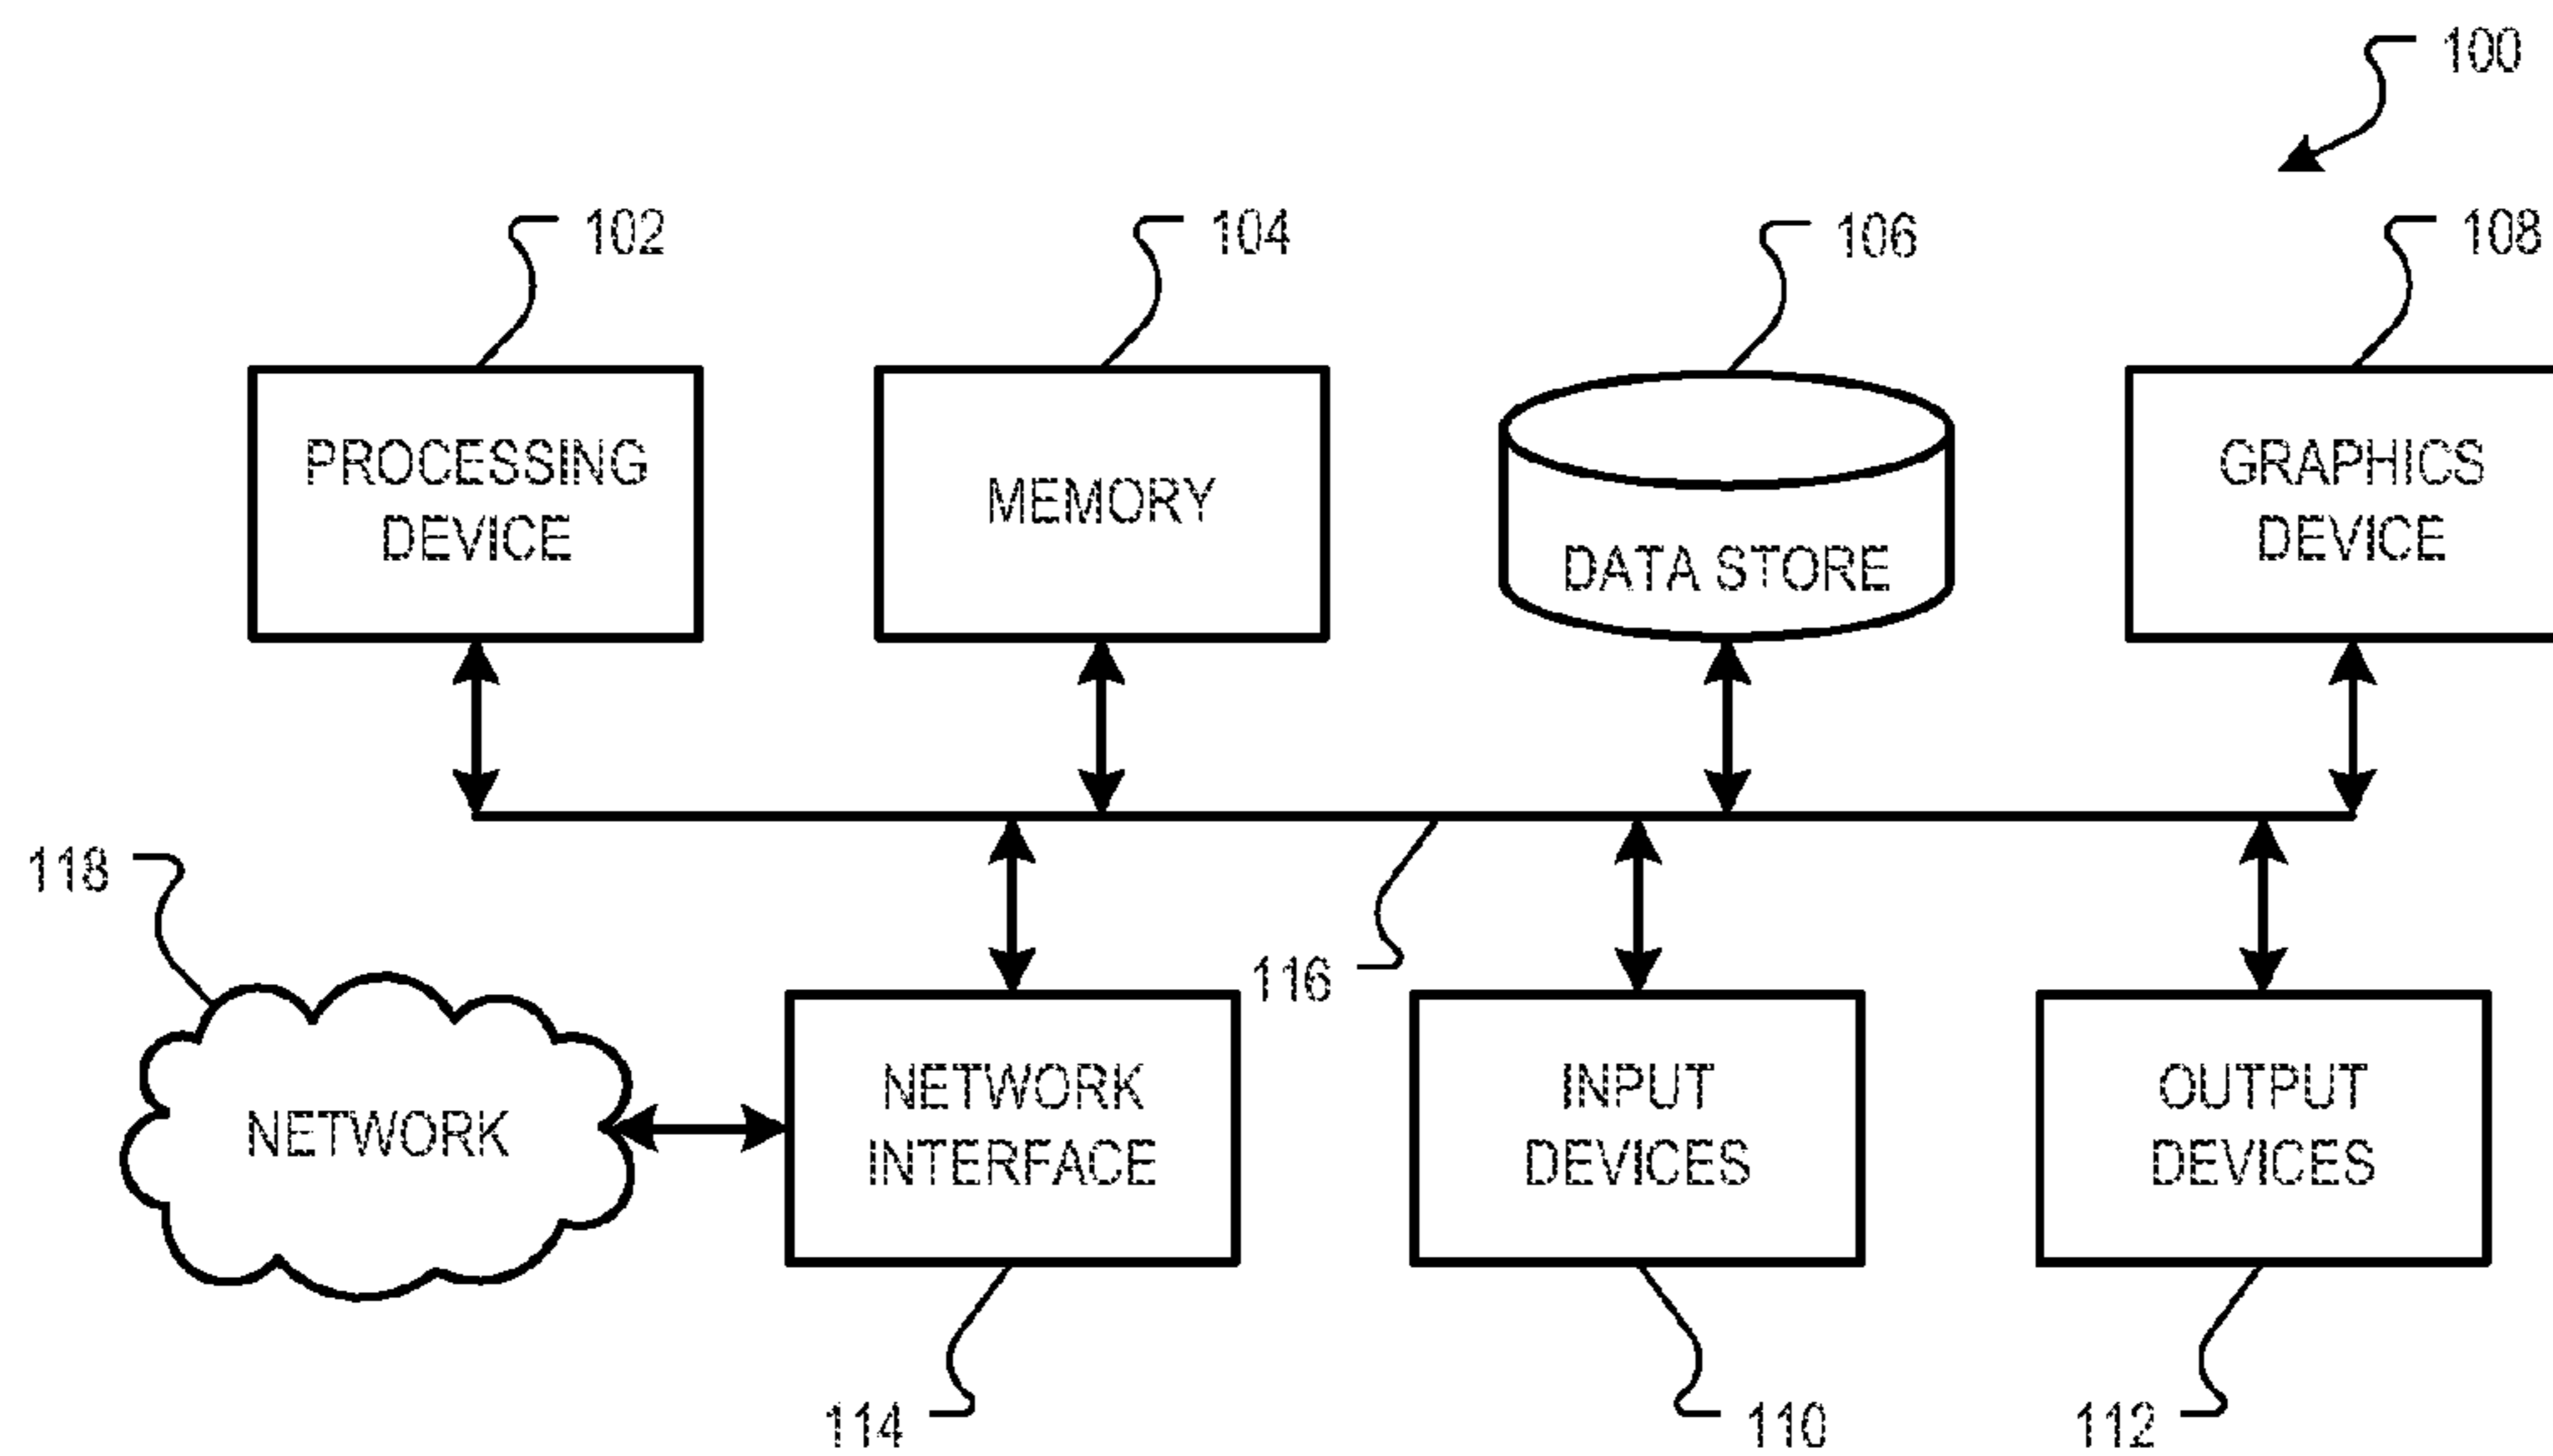 100
102
104
106
108
PROCESSING
DEVICE
MEMORY
DATA STORE
GRAPHICS
DEVICE
118
116
NETWORK
NETWORK
INTERFACE
INPUT
DEVICES
OUTPUT
DEVICES
114
110
112